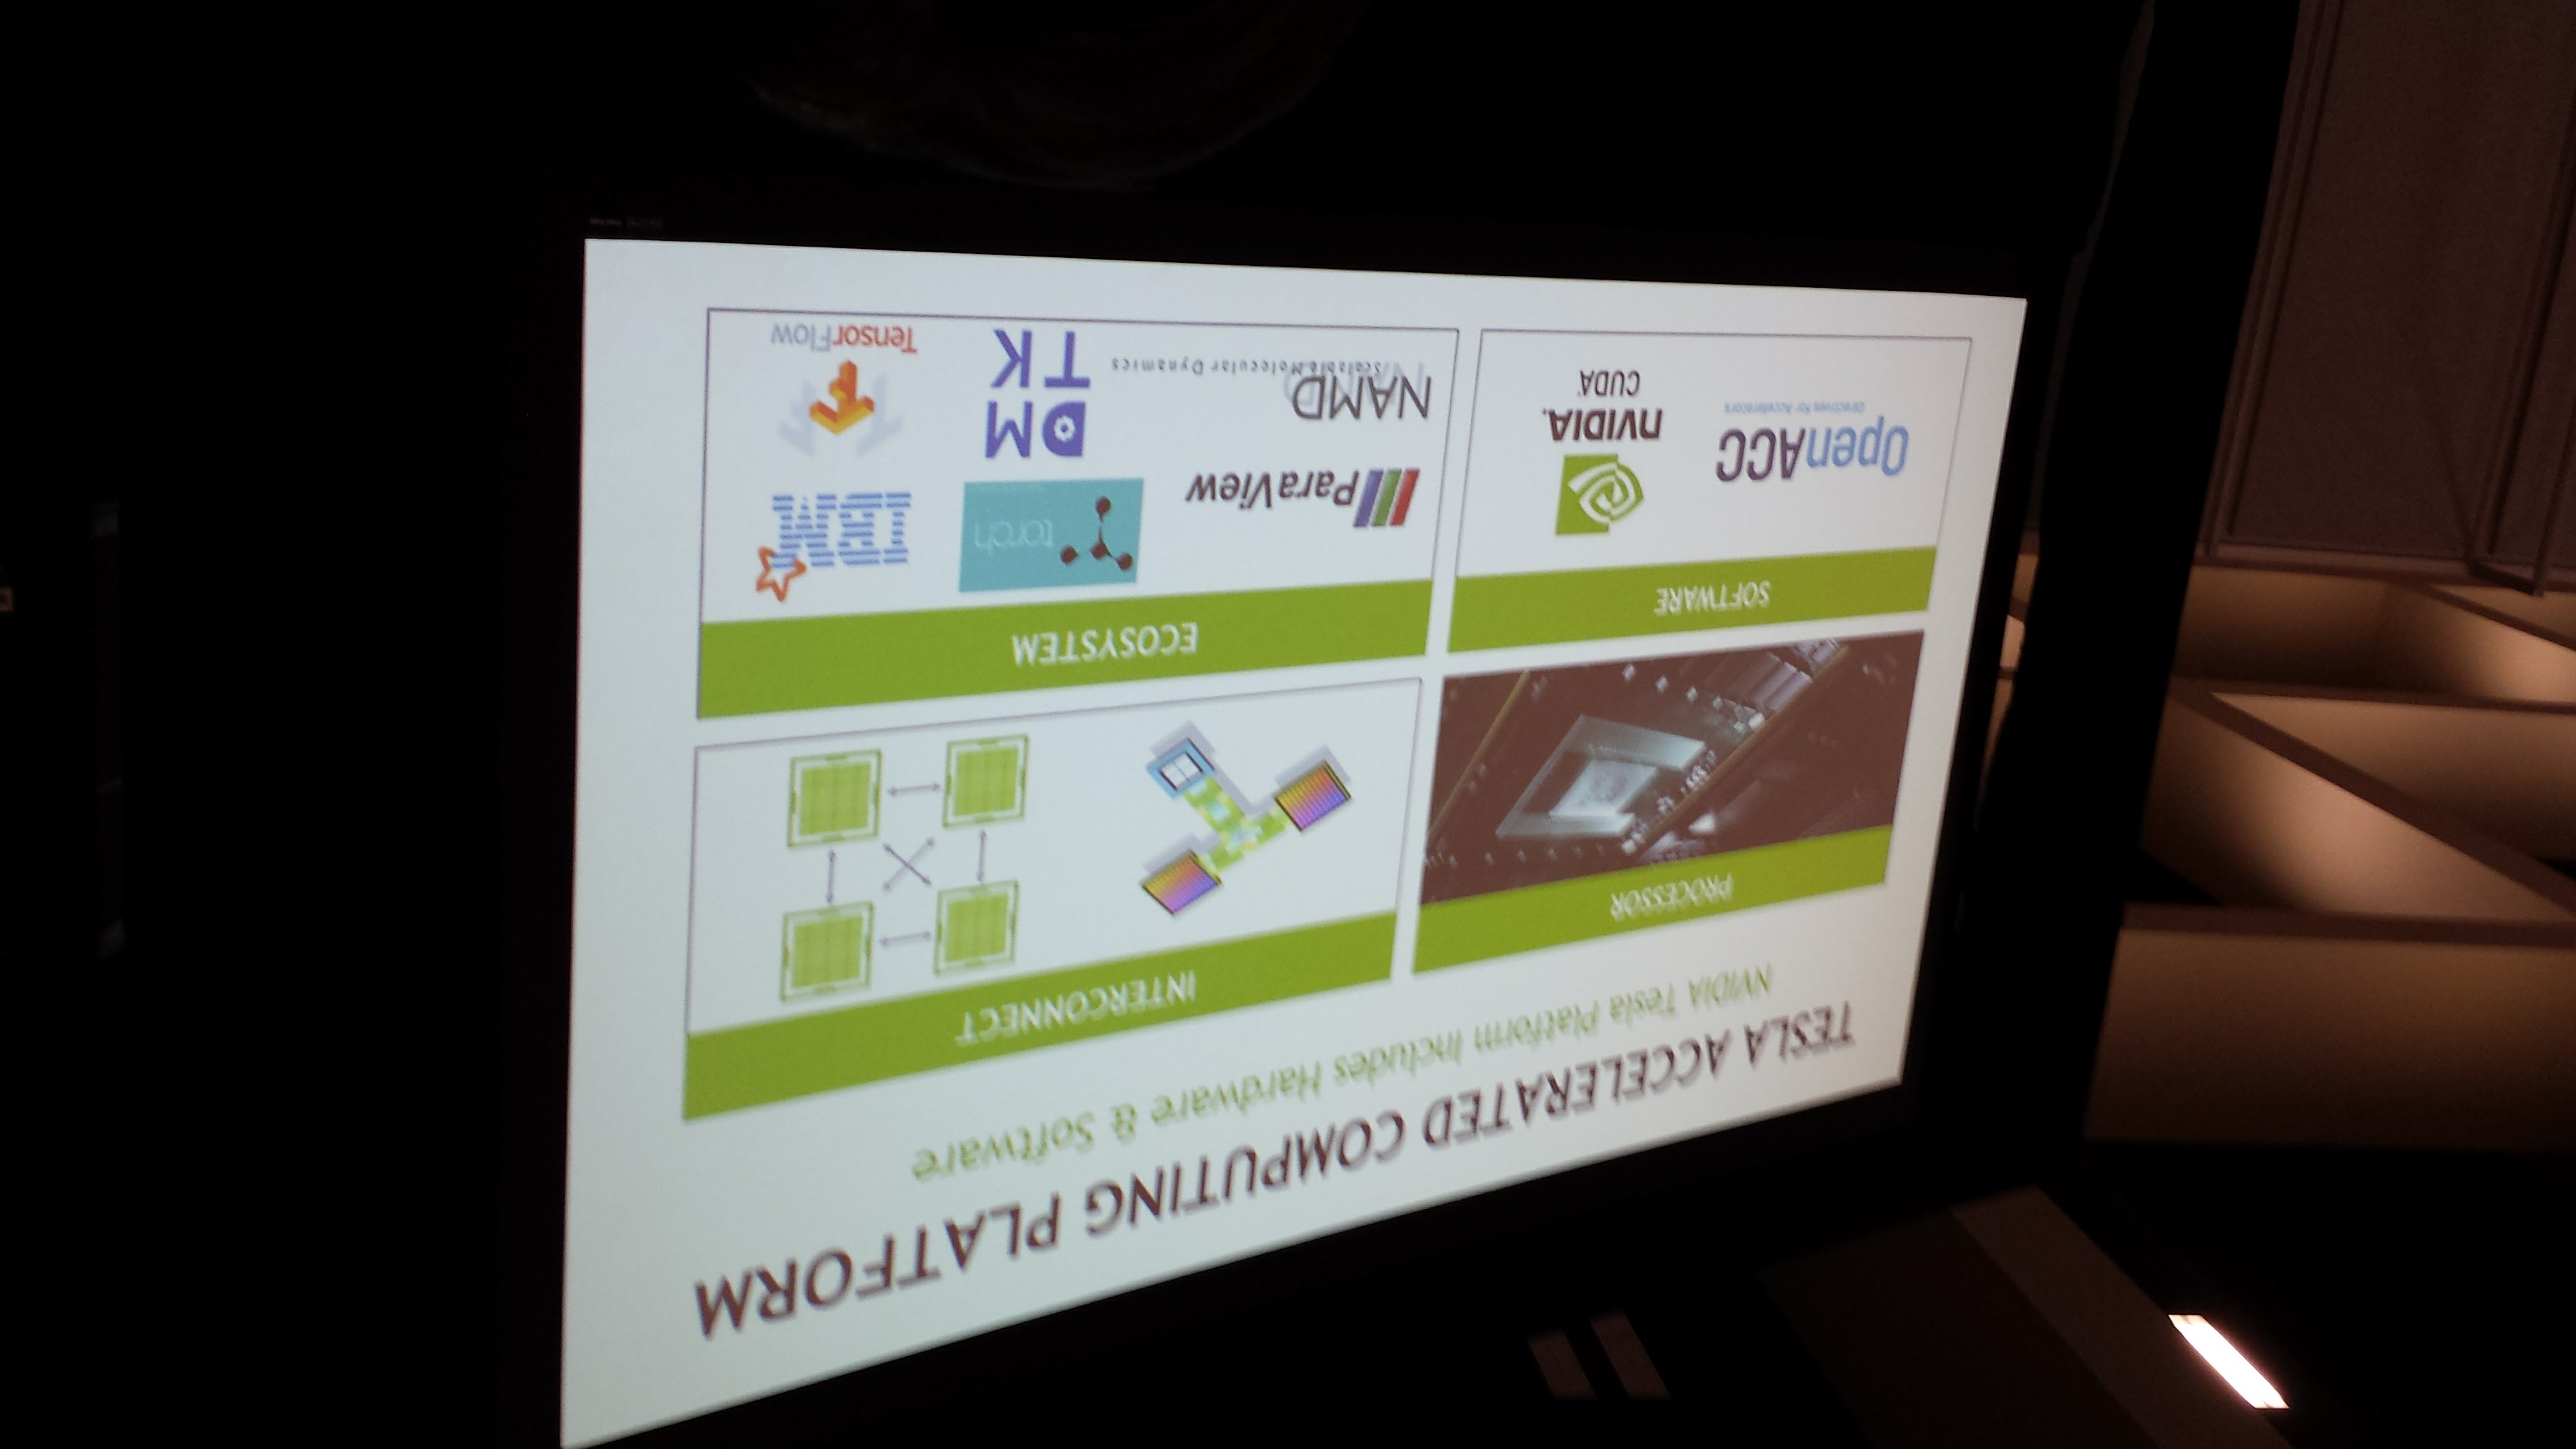 TESLA ACCELERATED COMPUTING PLATFORM
NVIDIA Tesla Platform Includes Hardware & Software
PROCESSOR
INTERCONNECT
SOFTWARE
OpenACC
Directives for Accelerators
NVIDIA.
CUDA
ECOSYSTEM
ParaView
torch
IBM
NAMD
Scalable Molecular Dynamics
DM
TK
TensorFlow